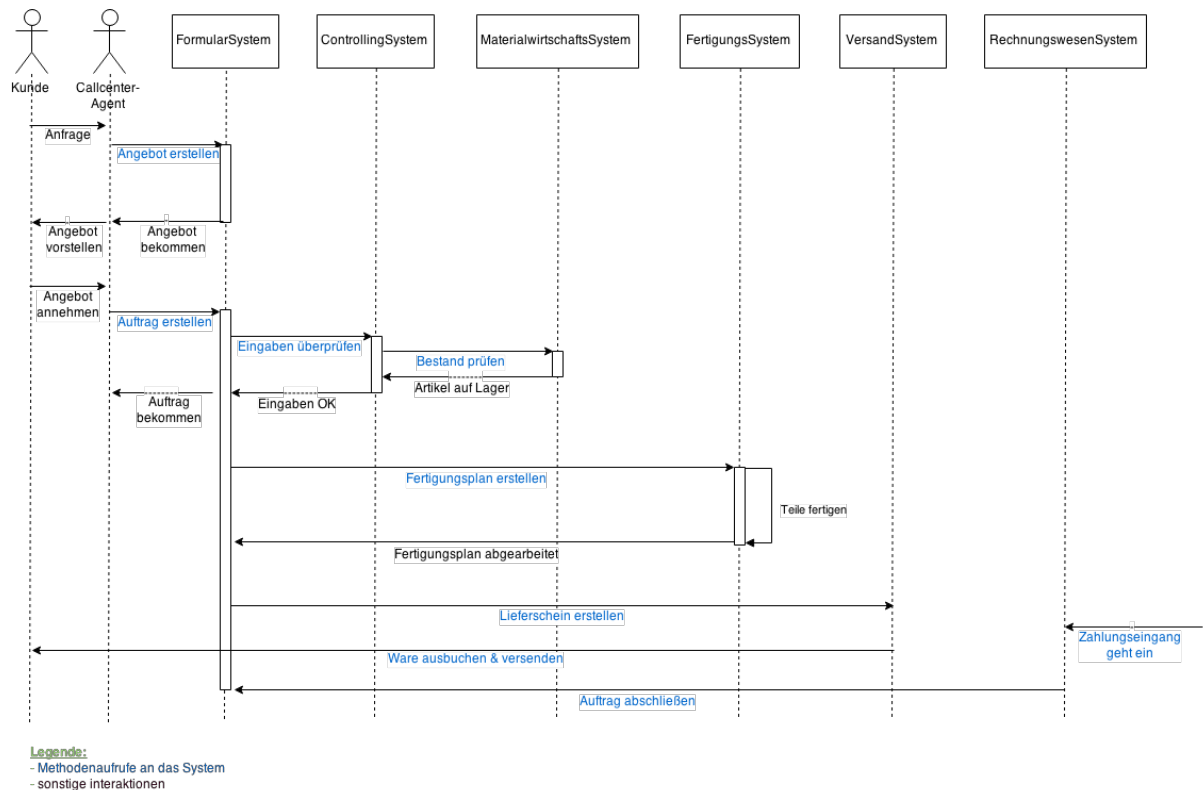 FormularSystem
ControllingSystem
MaterialwirtschaftsSystem
FertigungsSystem
VersandSystem
RechnungswesenSystem
Kunde
Callcenter-
Agent
Anfrage
Angebot erstellen
Angebot
vorstellen
Angebot
bekommen
Angebot
annehmen
Auftrag erstellen
Eingaben überprüfen
Bestand prüfen
Artikel auf Lager
Eingaben OK
Auftrag
bekommen
Fertigungsplan erstellen
Teile fertigen
Fertigungsplan abgearbeitet
Lieferschein erstellen
Zahlungseingang
geht ein
Ware ausbuchen & versenden
Auftrag abschließen
Legende:
- Methodenaufrufe an das System
- sonstige interaktionen